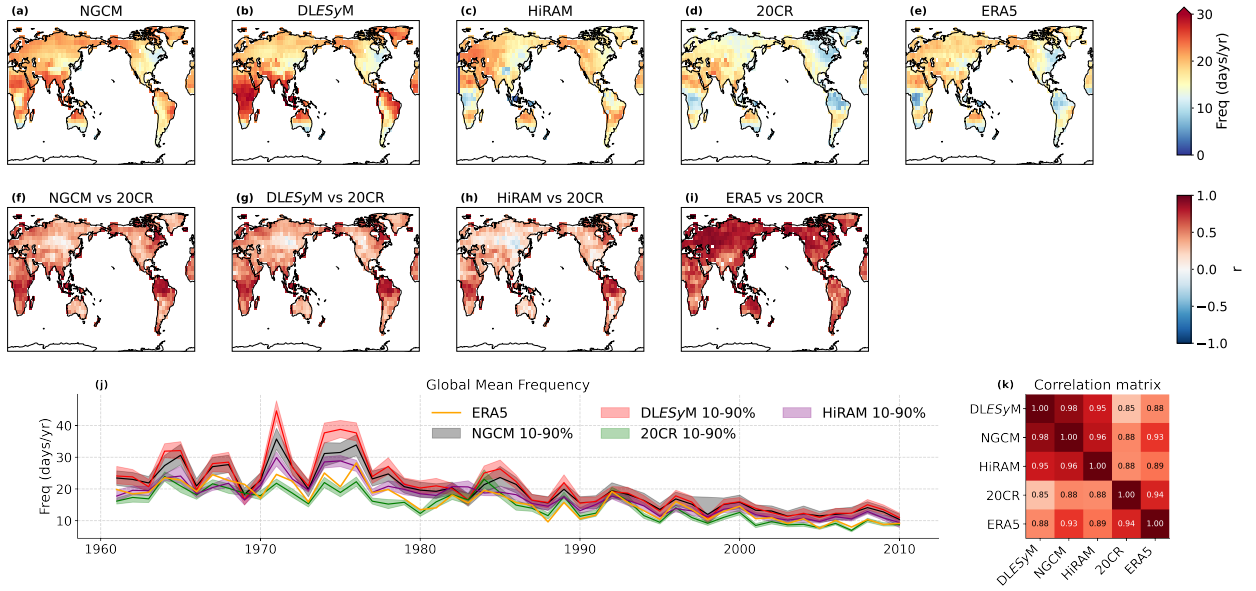 (a) NGCM
(b) DLESyM
(c) HiRAM
(d) 20CR
(e) ERA5
30
20
10
0
Freq (days/yr)
(f) NGCM vs 20CR
(g) DLESyM vs 20CR
(h) HiRAM vs 20CR
(i) ERA5 vs 20CR
1.0
0.5
0.0
−0.5
−1.0
r
(j) Global Mean Frequency
ERA5
NGCM 10-90%
DLESyM 10-90%
20CR 10-90%
HiRAM 10-90%
Freq (days/yr)
40
30
20
10
1960 1970 1980 1990 2000 2010
(k) Correlation matrix
DLESyM 1.00 0.98 0.95 0.85 0.88
NGCM 0.98 1.00 0.96 0.88 0.93
HiRAM 0.95 0.96 1.00 0.88 0.89
20CR 0.85 0.88 0.88 1.00 0.94
ERA5 0.88 0.93 0.89 0.94 1.00
DLESyM NGCM HiRAM 20CR ERA5